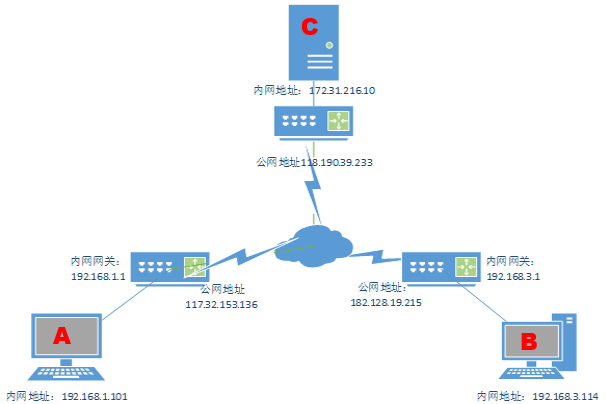 C
内网地址：172.31.216.10
公网地址118.190.39.233
内网网关：
192.168.1.1
公网地址
117.32.153.136
公网地址：
182.128.19.215
内网网关：
192.168.3.1
A
B
内网地址：192.168.1.101
内网地址：192.168.3.114